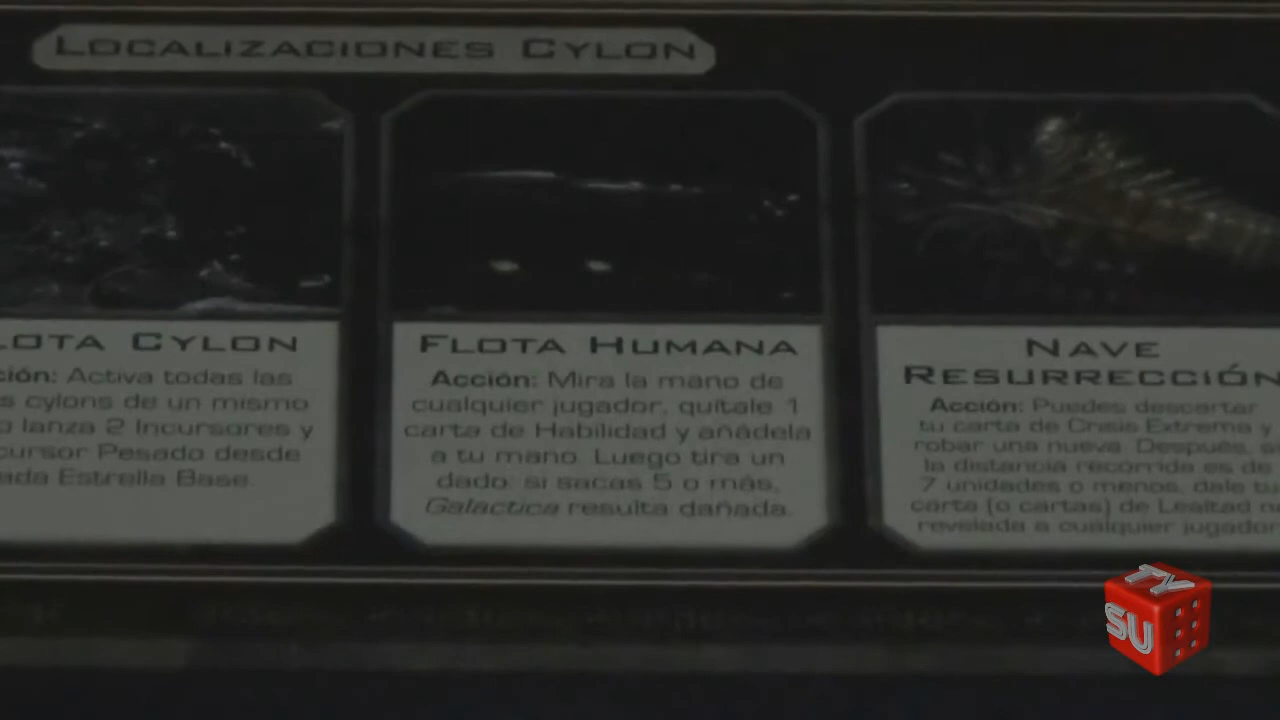 LOCALIZACIONES CYLON
LOTA CYLON
ción: Activa todas las
s cylons de un mismo
o lanza 2 Incursores y
cursor Pesado desde
ada Estrella Base.
FLOTA HUMANA
Acción: Mira la mano de
cualquier jugador, quítale 1
carta de Habilidad y añádela
a tu mano. Luego tira un
dado: si sacas 5 o más,
Galactica resulta dañada.
NAVE
RESURRECCIÓN
Acción: Puedes descartar
tu carta de Crisis Extrema y
robar una nueva. Después, s
la distancia recorrida es de
7 unidades o menos, dale tu
carta (o cartas) de Lealtad n
revelada a cualquier jugador
TY
SU